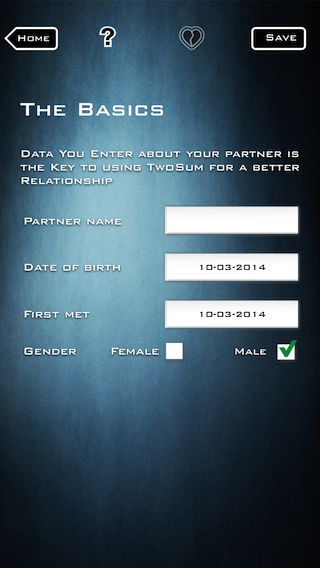 Home ? Save
The Basics
Data You Enter about your partner is
the Key to using TwoSum for a better
Relationship
Partner name
Date of birth 10-03-2014
First met 10-03-2014
Gender Female Male